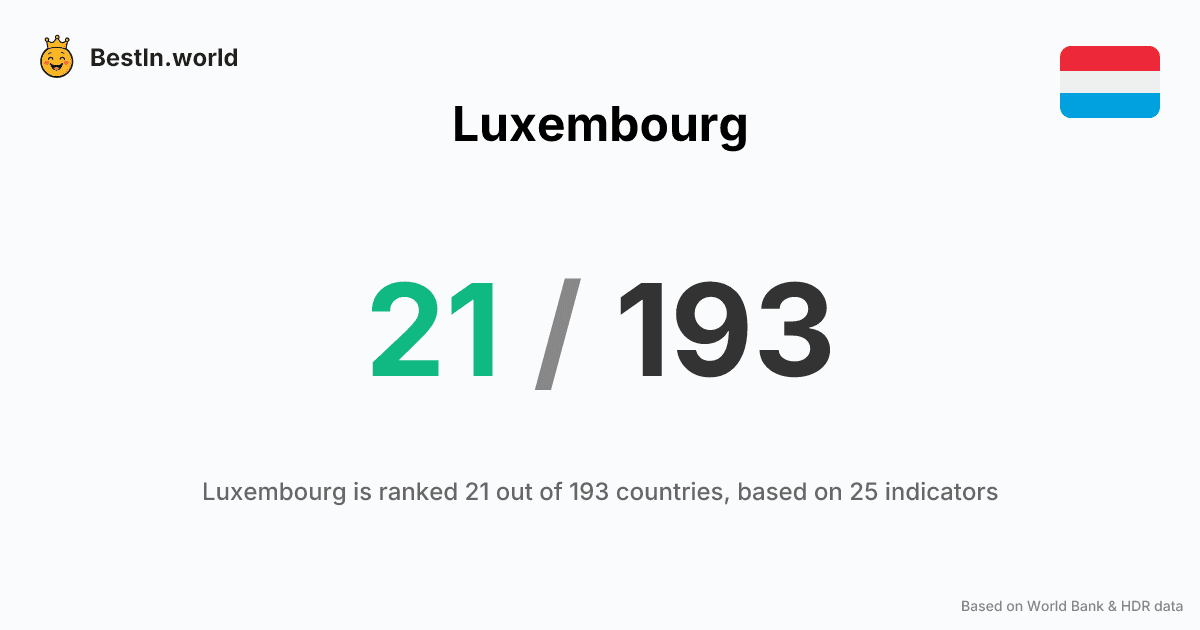 BestIn.world
Luxembourg
21 / 193
Luxembourg is ranked 21 out of 193 countries, based on 25 indicators
Based on World Bank & HDR data